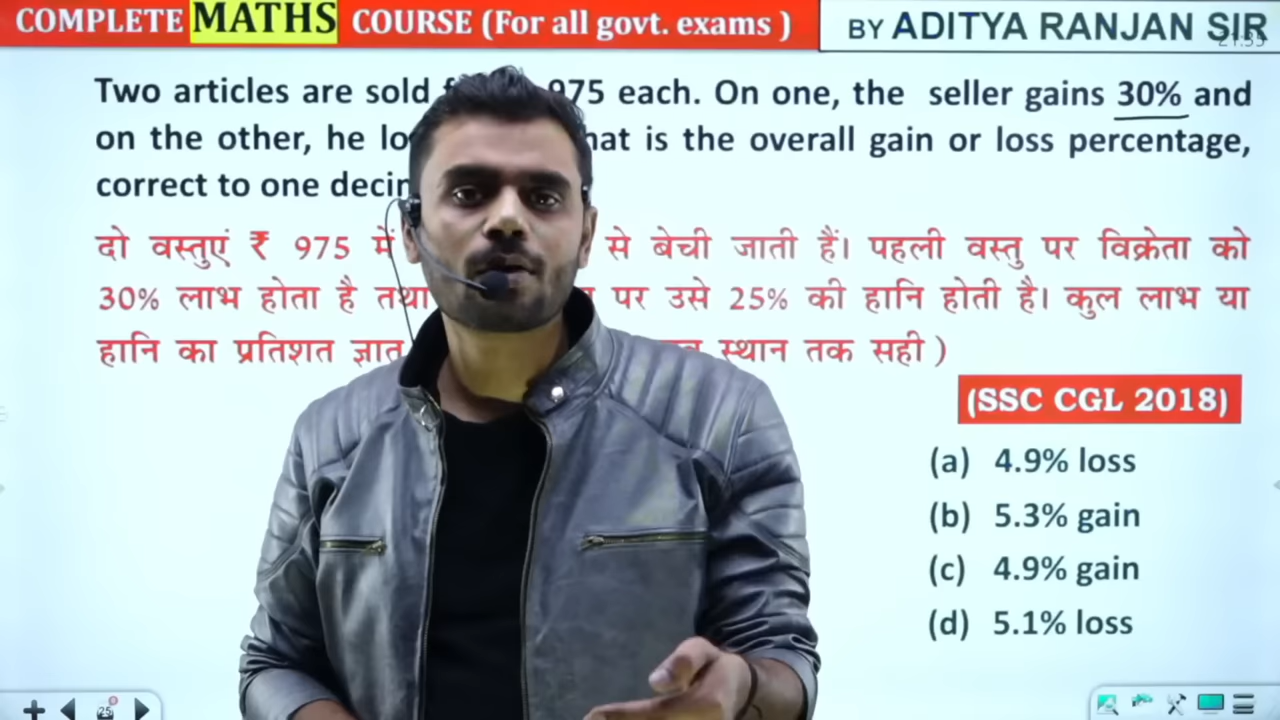 COMPLETE MATHS COURSE (For all govt. exams )
BY ADITYA RANJAN SIR
Two articles are sold 975 each. On one, the seller gains 30% and
on the other, he is the overall gain or loss percentage,
correct to one
दो वस्तुएं ₹ 975 में से बेची जाती हैं। पहली वस्तु पर विक्रेता को
30% लाभ होता है तथा पर उसे 25% की हानि होती है। कुल लाभ या
हानि का प्रतिशत ज्ञात स्थान तक सही )
(SSC CGL 2018)
(a) 4.9% loss
(b) 5.3% gain
(c) 4.9% gain
(d) 5.1% loss
25